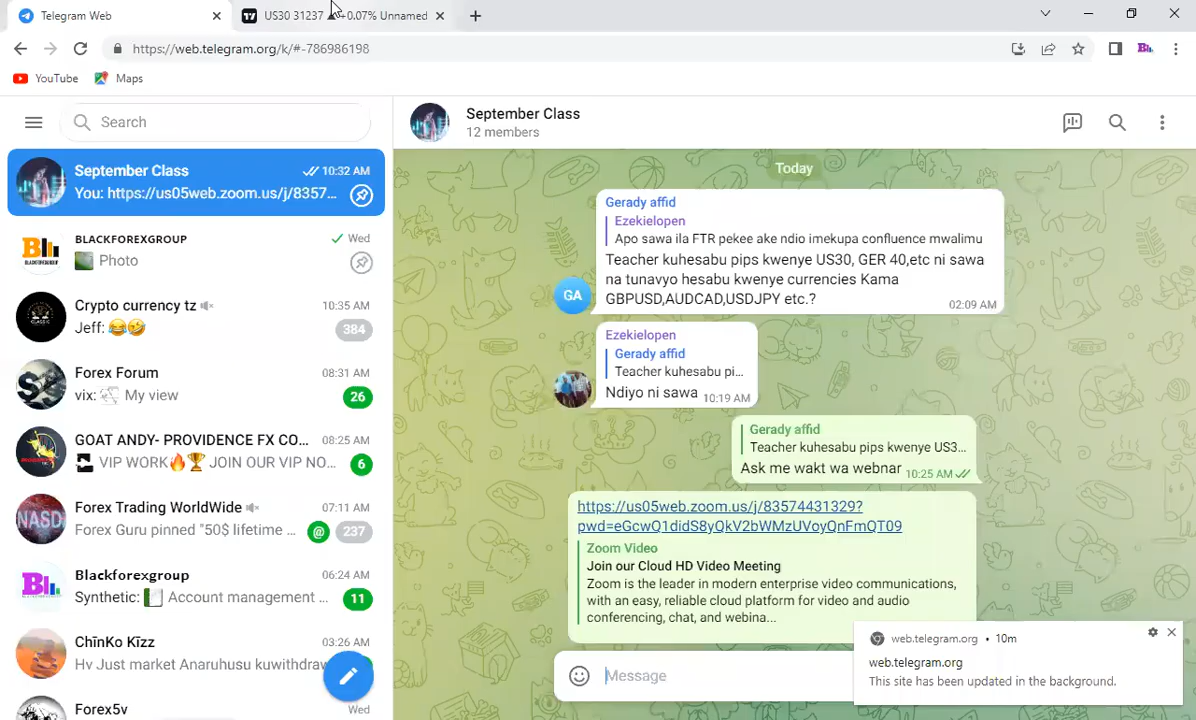 Telegram Web
US30 31237 ▲ +0.07% Unnamed
https://web.telegram.org/k/#-786986198
YouTube
Maps
Search
September Class
10:32 AM
You: https://us05web.zoom.us/j/8357...
BLACKFOREXGROUP
Wed
Photo
Crypto currency tz
10:35 AM
Jeff: 😂🤣
384
Forex Forum
08:31 AM
vix: My view
26
GOAT ANDY- PROVIDENCE FX CO...
08:25 AM
VIP WORK🔥🏆 JOIN OUR VIP NO...
6
Forex Trading WorldWide
07:11 AM
Forex Guru pinned "50$ lifetime ...
@
237
Blackforexgroup
06:24 AM
Synthetic: Account management ...
11
ChīnKo Kīzz
03:26 AM
Hv Just market Anaruhusu kuwithdraw
Forex5v
Wed
September Class
12 members
Today
Gerady affid
Ezekielopen
Apo sawa ila FTR pekee ake ndio imekupa confluence mwalimu
Teacher kuhesabu pips kwenye US30, GER 40,etc ni sawa
na tunavyo hesabu kwenye currencies Kama
GBPUSD,AUDCAD,USDJPY etc.?
02:09 AM
GA
Ezekielopen
Gerady affid
Teacher kuhesabu pi...
Ndiyo ni sawa
10:19 AM
Gerady affid
Teacher kuhesabu pips kwenye US3...
Ask me wakt wa webnar
10:25 AM
https://us05web.zoom.us/j/83574431329?
pwd=eGcwQ1didS8yQkV2bWMzUVoyQnFmQT09
Zoom Video
Join our Cloud HD Video Meeting
Zoom is the leader in modern enterprise video communications,
with an easy, reliable cloud platform for video and audio
conferencing, chat, and webina...
Message
web.telegram.org • 10m
web.telegram.org
This site has been updated in the background.